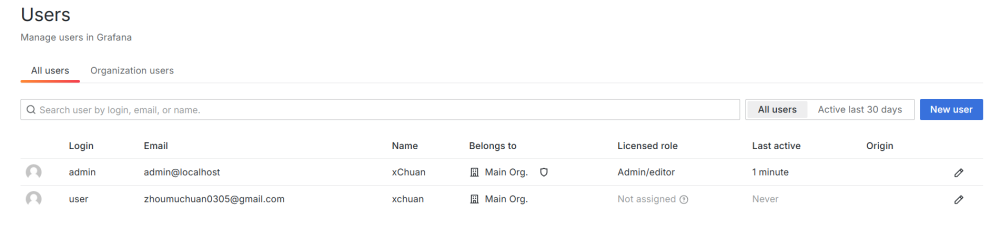 Users
Manage users in Grafana
All users Organization users
Search user by login, email, or name. All users Active last 30 days New user
Login Email Name Belongs to Licensed role Last active Origin
admin admin@localhost xChuan Main Org. Admin/editor 1 minute
user zhoumuchuan0305@gmail.com xchuan Main Org. Not assigned Never